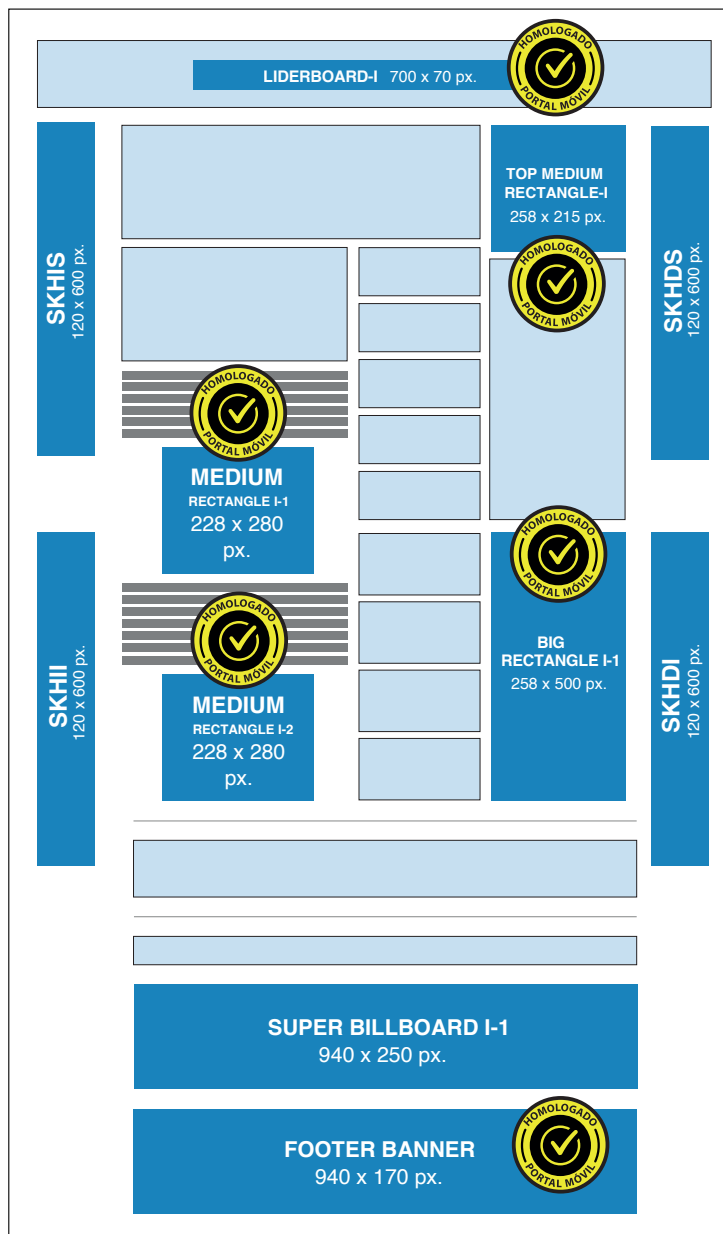 HOMOLOGADO
PORTAL MÓVIL
LIDERBOARD-I 700 x 70 px.
SKHIS
120 x 600 px.
TOP MEDIUM
RECTANGLE-I
258 x 215 px.
SKHDS
120 x 600 px.
HOMOLOGADO
PORTAL MÓVIL
HOMOLOGADO
PORTAL MÓVIL
MEDIUM
RECTANGLE I-1
228 x 280
px.
HOMOLOGADO
PORTAL MÓVIL
SKHII
120 x 600 px.
HOMOLOGADO
PORTAL MÓVIL
MEDIUM
RECTANGLE I-2
228 x 280
px.
BIG
RECTANGLE I-1
258 x 500 px.
SKHDI
120 x 600 px.
SUPER BILLBOARD I-1
940 x 250 px.
HOMOLOGADO
PORTAL MÓVIL
FOOTER BANNER
940 x 170 px.